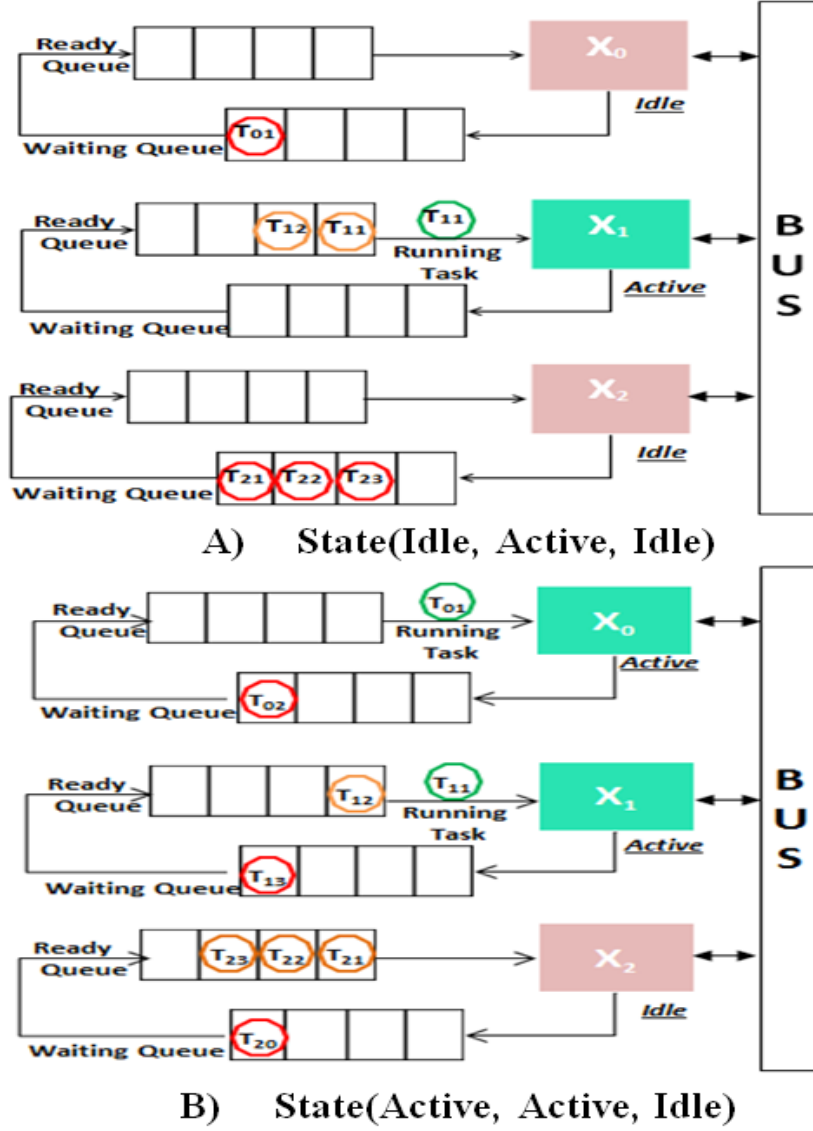 Ready
Queue
X₀
Idle
T₀₁
Waiting Queue
Ready
Queue
T₁₂ T₁₁
T₁₁
Running
Task
X₁
Active
Waiting Queue
Ready
Queue
X₂
Idle
T₂₁ T₂₂ T₂₃
Waiting Queue
B
U
S
A) State(Idle, Active, Idle)
Ready
Queue
T₀₁
Running
Task
X₀
Active
T₀₂
Waiting Queue
Ready
Queue
T₁₂
T₁₁
Running
Task
X₁
Active
T₁₃
Waiting Queue
Ready
Queue
T₂₃ T₂₂ T₂₁
X₂
Idle
T₂₀
Waiting Queue
B
U
S
B) State(Active, Active, Idle)